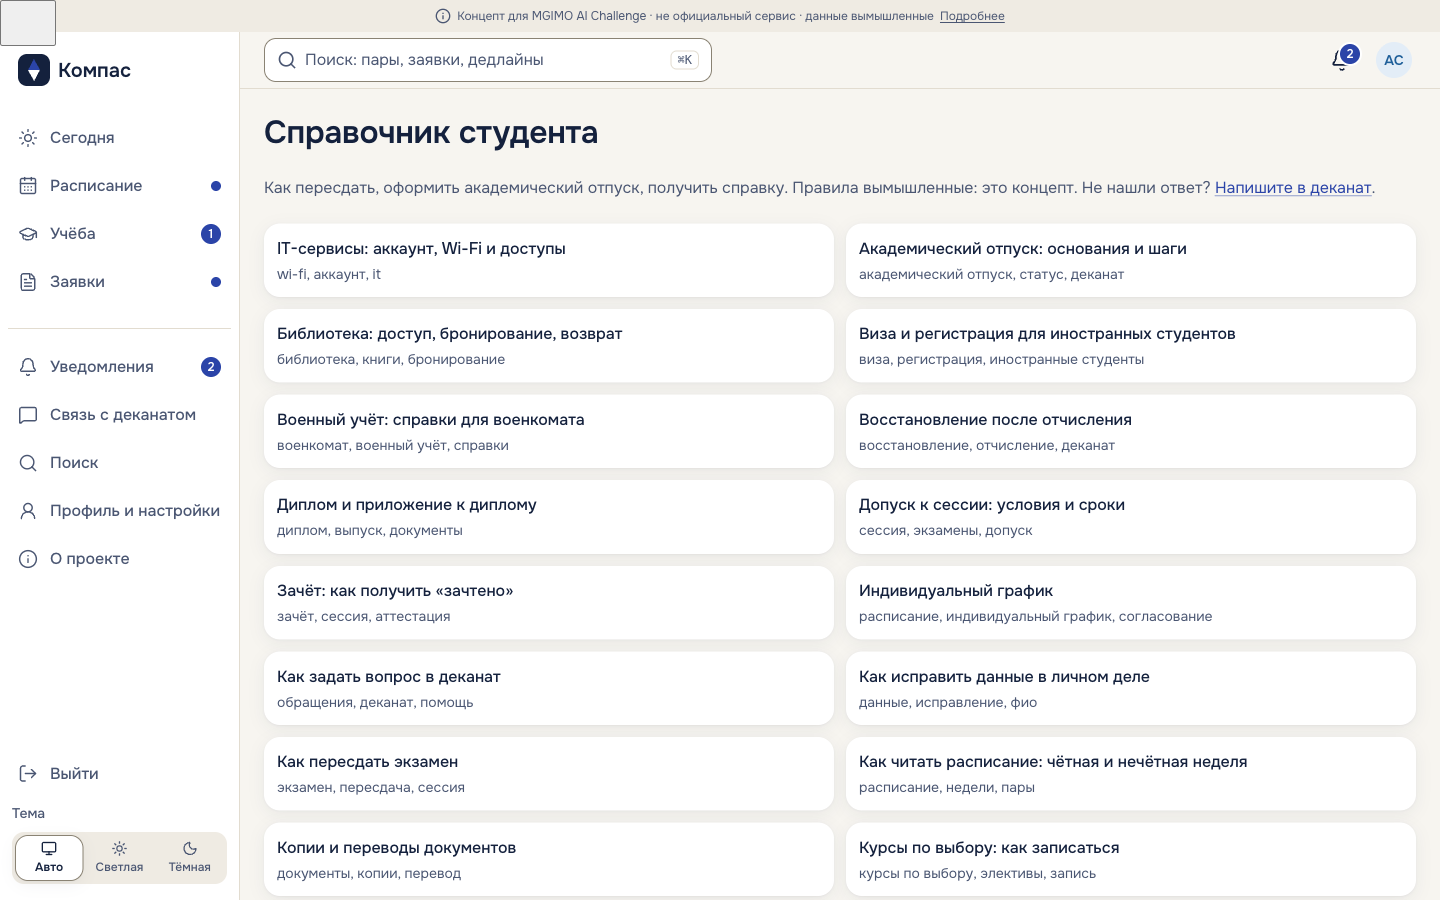 Концепт для MGIMO AI Challenge · не официальный сервис · данные вымышленные Подробнее
Компас
Поиск: пары, заявки, дедлайны
⌘K
2
АС
Сегодня
Расписание
Учёба
1
Заявки
Уведомления
2
Связь с деканатом
Поиск
Профиль и настройки
О проекте
Выйти
Тема
Авто
Светлая
Тёмная
Справочник студента
Как пересдать, оформить академический отпуск, получить справку. Правила вымышленные: это концепт. Не нашли ответ? Напишите в деканат.
IT-сервисы: аккаунт, Wi-Fi и доступы
wi-fi, аккаунт, it
Академический отпуск: основания и шаги
академический отпуск, статус, деканат
Библиотека: доступ, бронирование, возврат
библиотека, книги, бронирование
Виза и регистрация для иностранных студентов
виза, регистрация, иностранные студенты
Военный учёт: справки для военкомата
военкомат, военный учёт, справки
Восстановление после отчисления
восстановление, отчисление, деканат
Диплом и приложение к диплому
диплом, выпуск, документы
Допуск к сессии: условия и сроки
сессия, экзамены, допуск
Зачёт: как получить «зачтено»
зачёт, сессия, аттестация
Индивидуальный график
расписание, индивидуальный график, согласование
Как задать вопрос в деканат
обращения, деканат, помощь
Как исправить данные в личном деле
данные, исправление, фио
Как пересдать экзамен
экзамен, пересдача, сессия
Как читать расписание: чётная и нечётная неделя
расписание, недели, пары
Копии и переводы документов
документы, копии, перевод
Курсы по выбору: как записаться
курсы по выбору, элективы, запись